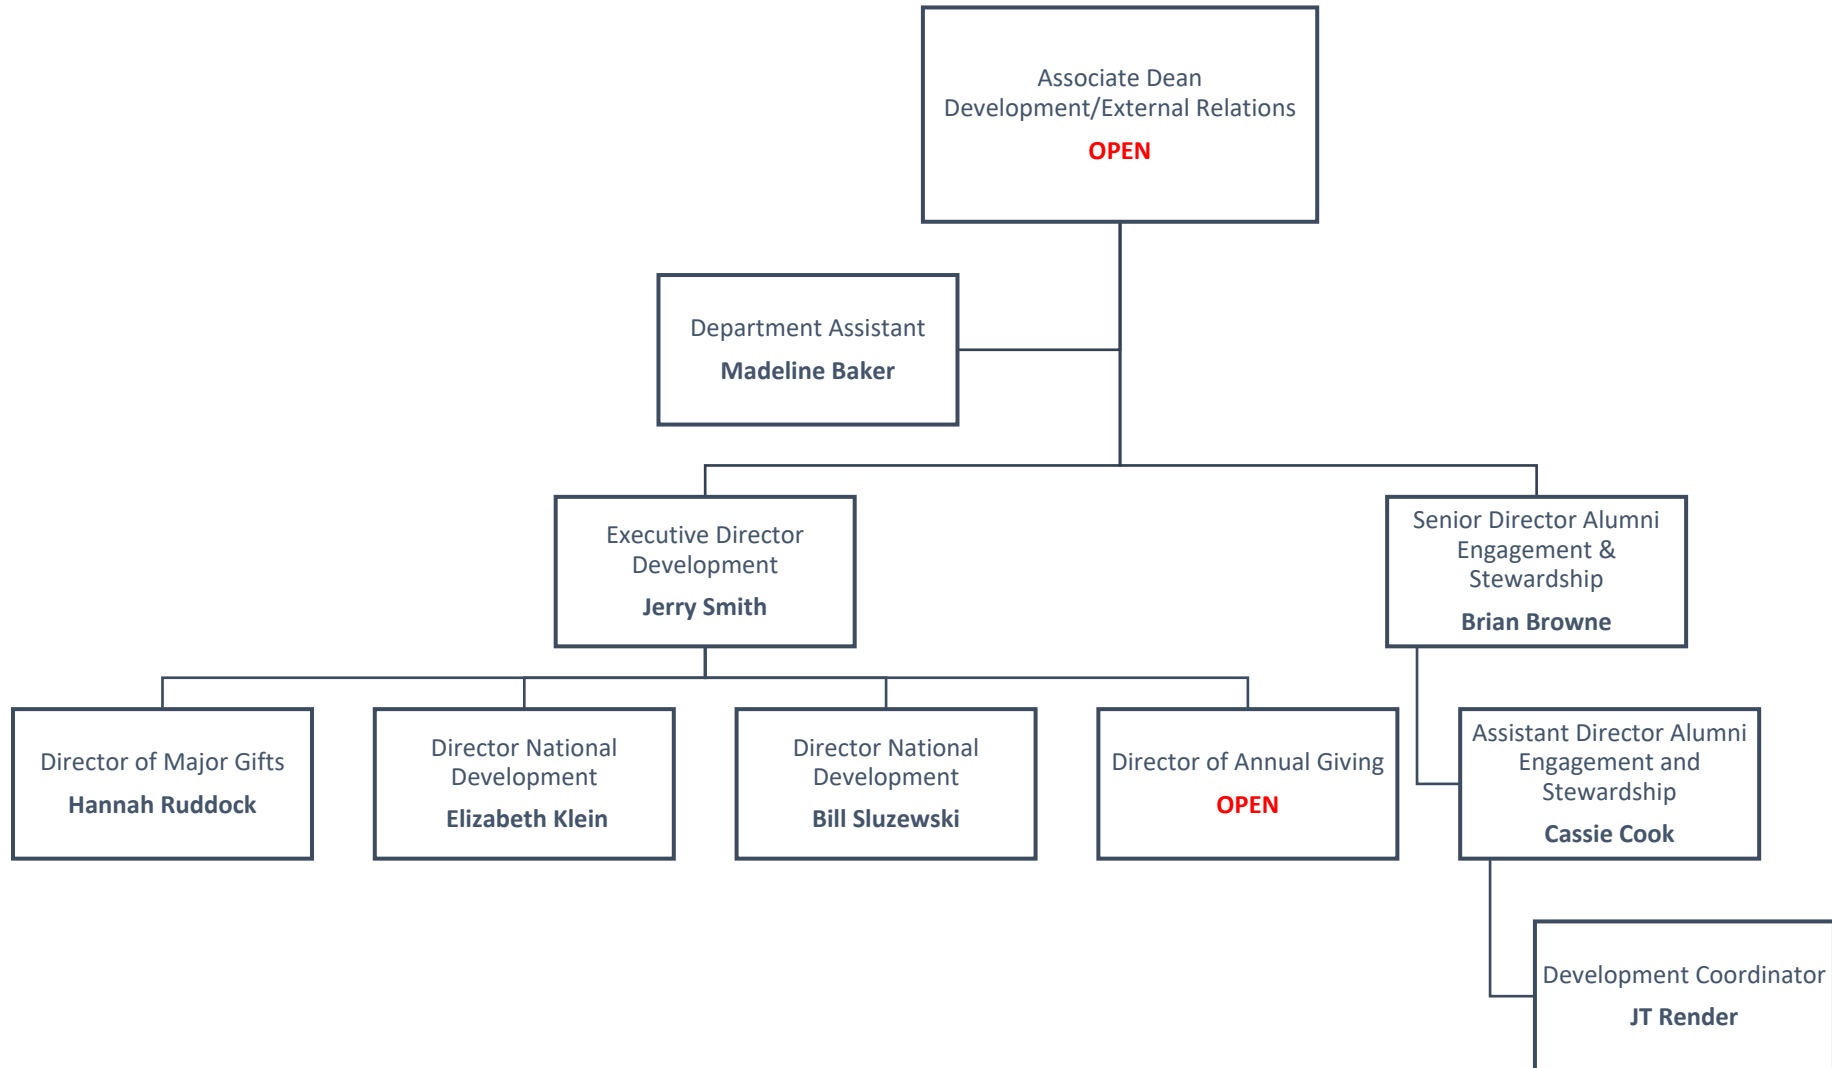 Associate Dean
Development/External Relations
OPEN
Department Assistant
Madeline Baker
Executive Director
Development
Jerry Smith
Senior Director Alumni
Engagement &
Stewardship
Brian Browne
Director of Major Gifts
Hannah Ruddock
Director National
Development
Elizabeth Klein
Director National
Development
Bill Sluzewski
Director of Annual Giving
OPEN
Assistant Director Alumni
Engagement and
Stewardship
Cassie Cook
Development Coordinator
JT Render